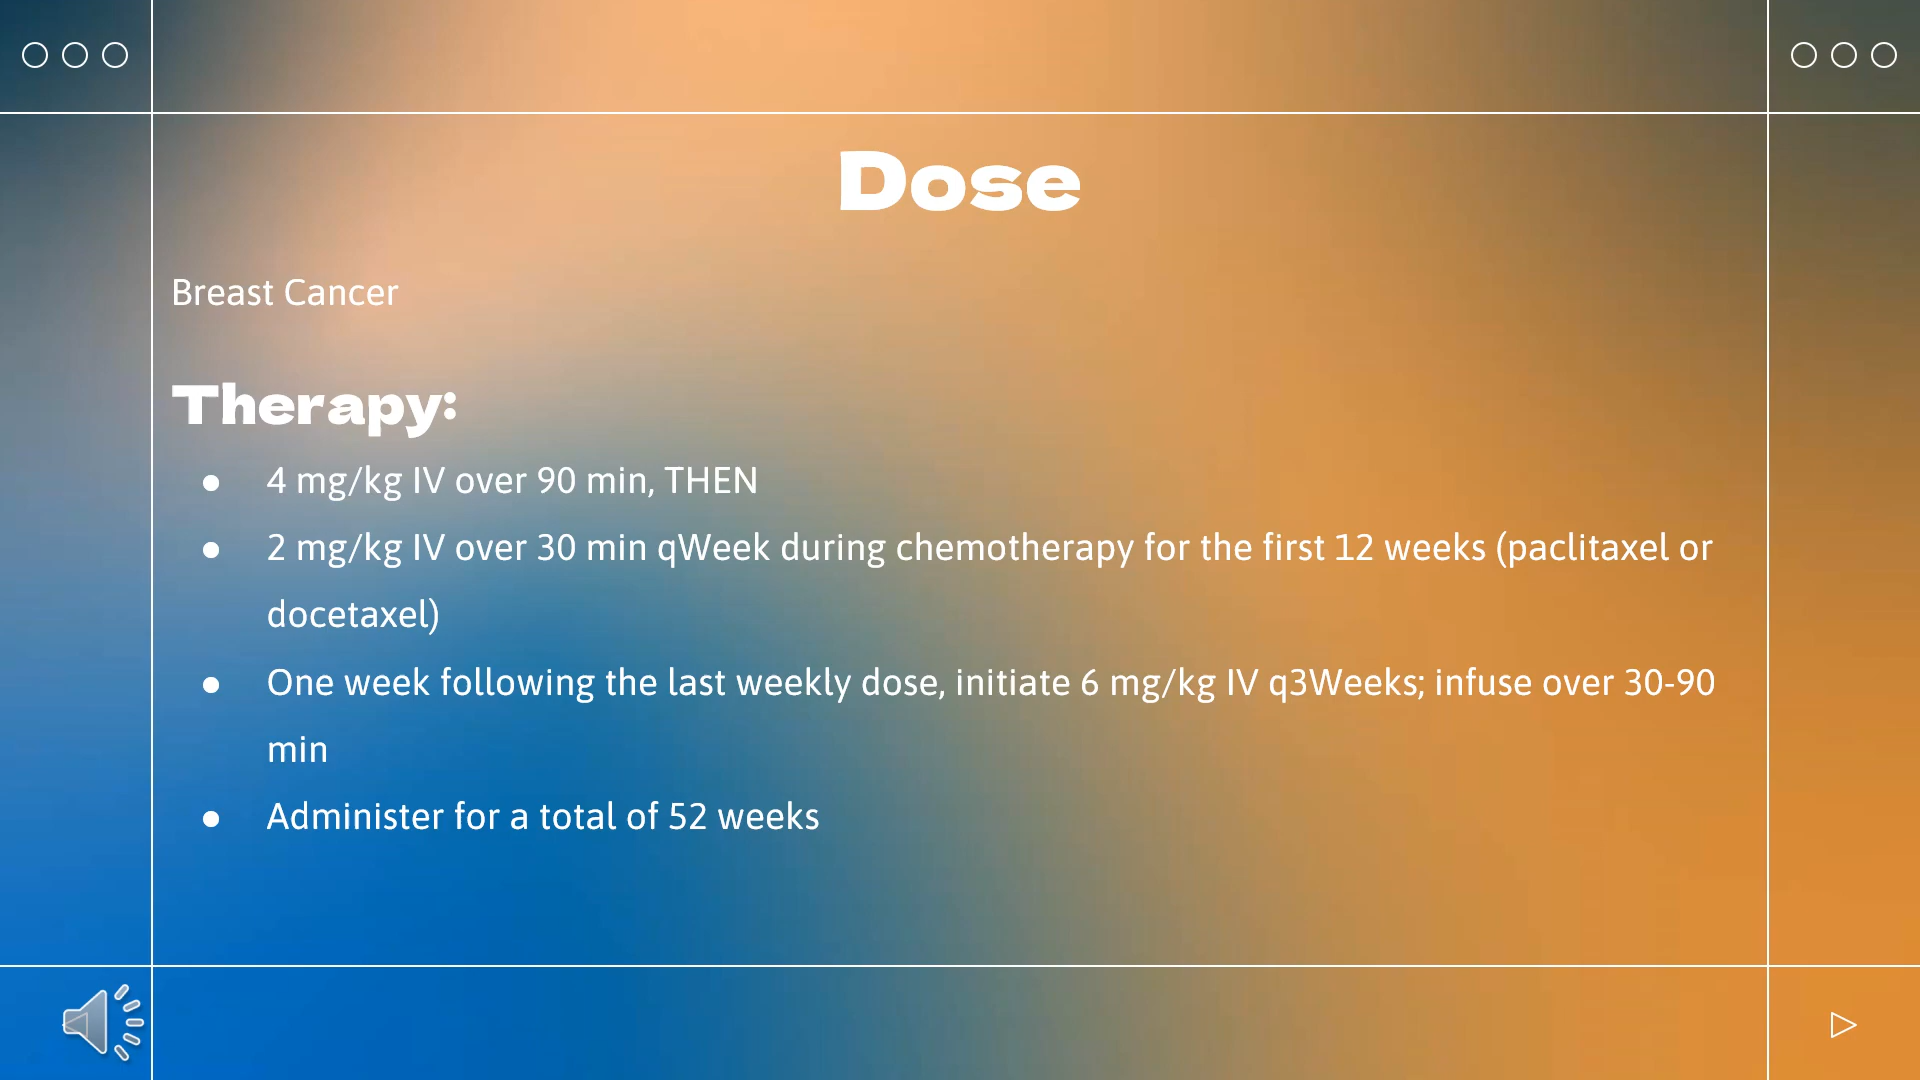 Dose
Breast Cancer
Therapy:
● 4 mg/kg IV over 90 min, THEN
● 2 mg/kg IV over 30 min qWeek during chemotherapy for the first 12 weeks (paclitaxel or
docetaxel)
● One week following the last weekly dose, initiate 6 mg/kg IV q3Weeks; infuse over 30-90
min
● Administer for a total of 52 weeks